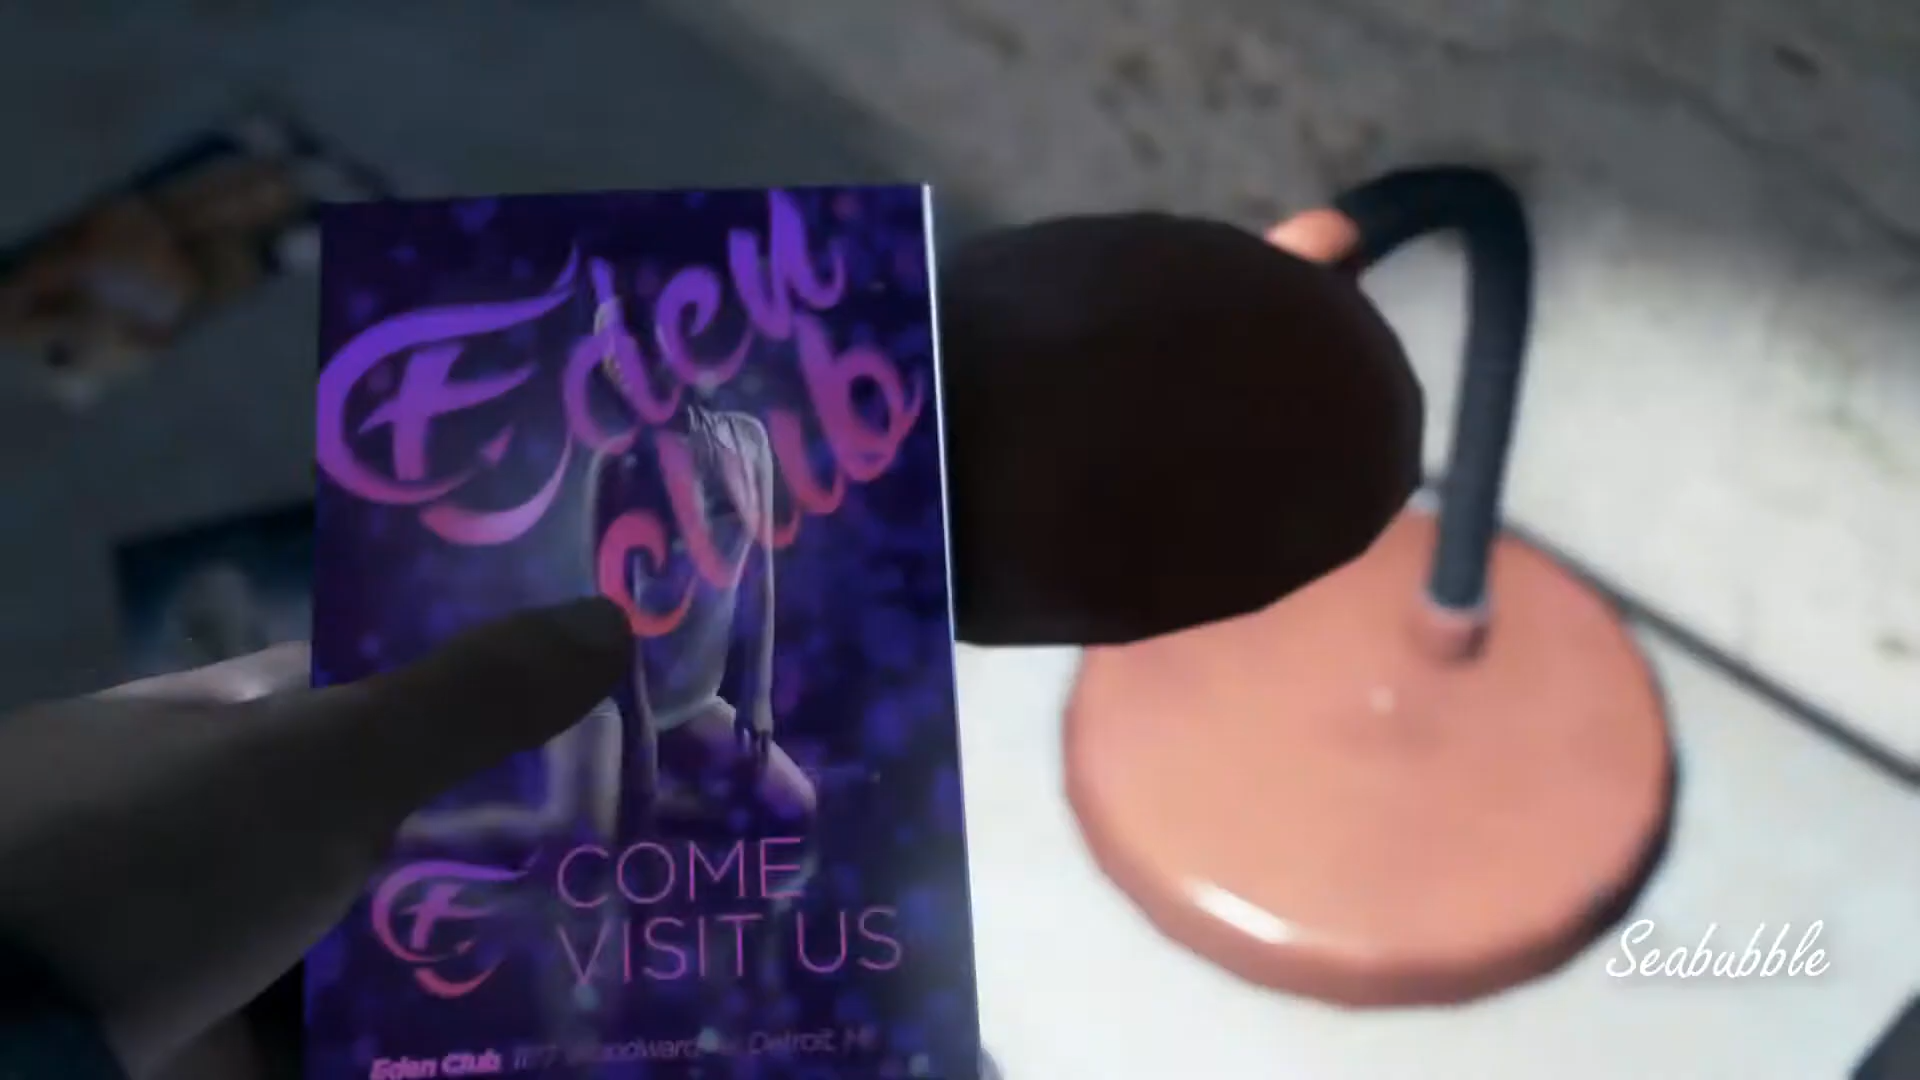 Eden
club
COME
VISIT US
Eden Club Detroit, MI
Seabubble